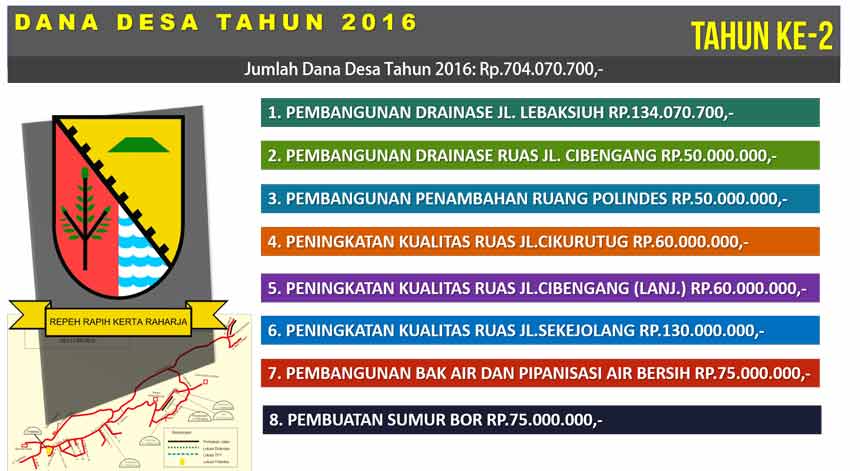 DANA DESA TAHUN 2016
TAHUN KE-2
Jumlah Dana Desa Tahun 2016: Rp.704.070.700,-
1. PEMBANGUNAN DRAINASE JL. LEBAKSIUH RP.134.070.700,-
2. PEMBANGUNAN DRAINASE RUAS JL. CIBENGANG RP.50.000.000,-
3. PEMBANGUNAN PENAMBAHAN RUANG POLINDES RP.50.000.000,-
4. PENINGKATAN KUALITAS RUAS JL.CIKURUTUG RP.60.000.000,-
5. PENINGKATAN KUALITAS RUAS JL.CIBENGANG (LANJ.) RP.60.000.000,-
6. PENINGKATAN KUALITAS RUAS JL.SEKEJOLANG RP.130.000.000,-
7. PEMBANGUNAN BAK AIR DAN PIPANISASI AIR BERSIH RP.75.000.000,-
8. PEMBUATAN SUMUR BOR RP.75.000.000,-
REPEH RAPIH KERTA RAHARJA